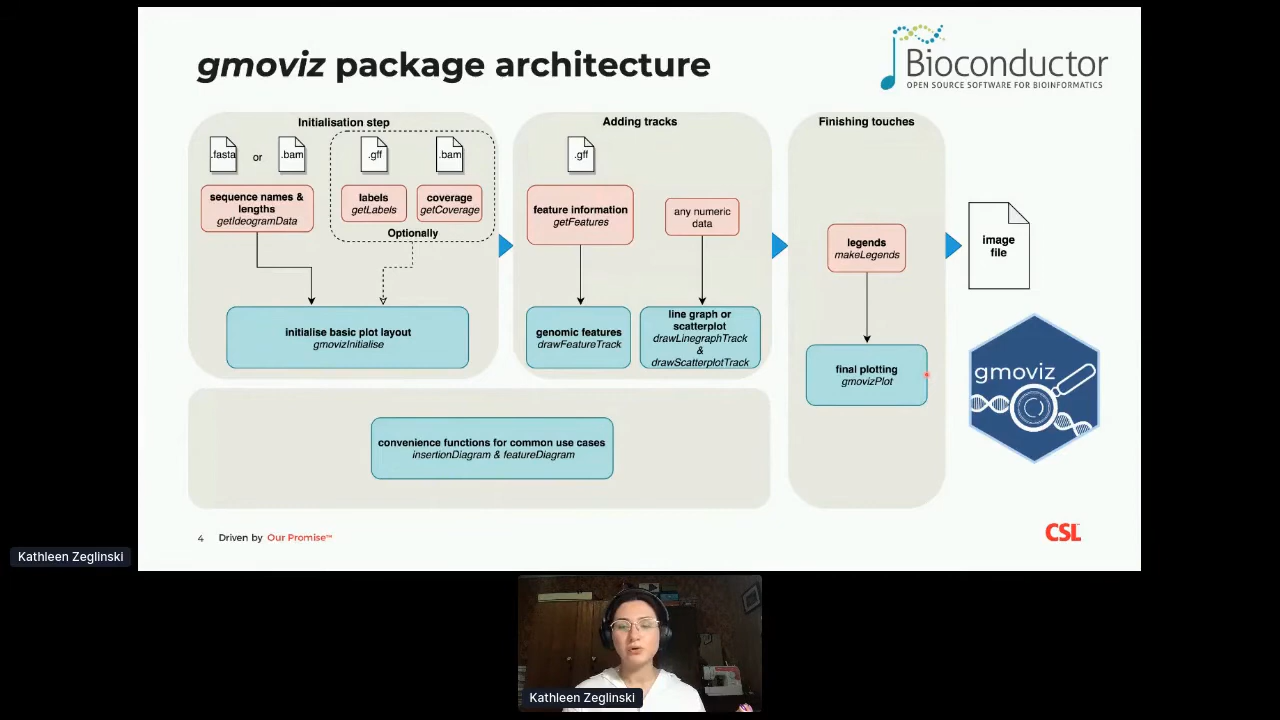 gmoviz package architecture
Bioconductor
OPEN SOURCE SOFTWARE FOR BIOINFORMATICS
Initialisation step
.fasta
or
.bam
.gff
.bam
sequence names &
lengths
getIdeogramData
labels
getLabels
coverage
getCoverage
Optionally
initialise basic plot layout
gmovizInitialise
Adding tracks
.gff
feature information
getFeatures
any numeric
data
genomic features
drawFeatureTrack
line graph or
scatterplot
drawLinegraphTrack
&
drawScatterplotTrack
Finishing touches
legends
makeLegends
final plotting
gmovizPlot
image
file
gmoviz
convenience functions for common use cases
insertionDiagram & featureDiagram
4 Driven by Our Promise™
CSL
Kathleen Zeglinski
Kathleen Zeglinski